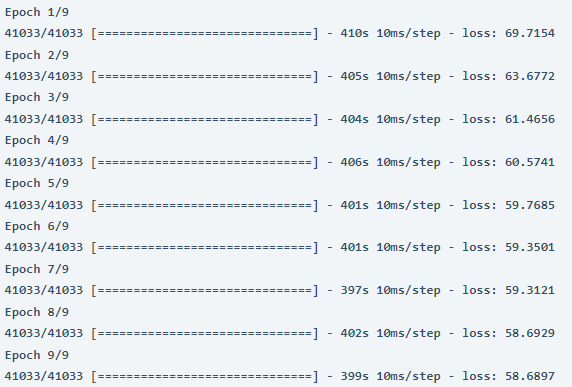 Epoch 1/9
41033/41033 [==============================] - 410s 10ms/step - loss: 69.7154
Epoch 2/9
41033/41033 [==============================] - 405s 10ms/step - loss: 63.6772
Epoch 3/9
41033/41033 [==============================] - 404s 10ms/step - loss: 61.4656
Epoch 4/9
41033/41033 [==============================] - 406s 10ms/step - loss: 60.5741
Epoch 5/9
41033/41033 [==============================] - 401s 10ms/step - loss: 59.7685
Epoch 6/9
41033/41033 [==============================] - 401s 10ms/step - loss: 59.3501
Epoch 7/9
41033/41033 [==============================] - 397s 10ms/step - loss: 59.3121
Epoch 8/9
41033/41033 [==============================] - 402s 10ms/step - loss: 58.6929
Epoch 9/9
41033/41033 [==============================] - 399s 10ms/step - loss: 58.6897